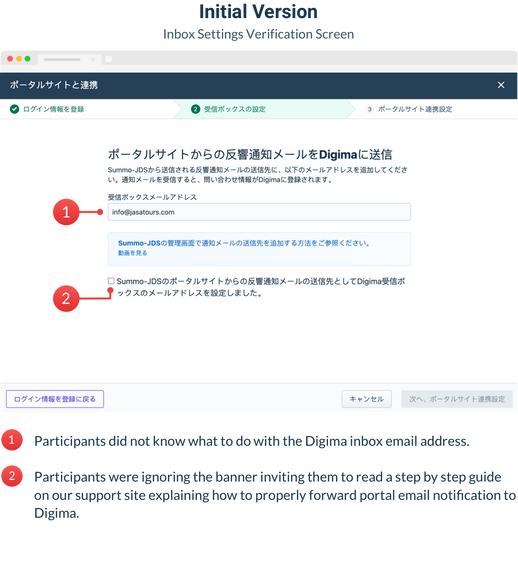 Initial Version
Inbox Settings Verification Screen
ポータルサイトと連携
ログイン情報を登録
2 受信ボックスの設定
3 ポータルサイト連携設定
ポータルサイトからの反響通知メールをDigimaに送信
Summo-JDSから送信される反響通知メールの送信先に、以下のメールアドレスを追加してくださ
い。通知メールを受信すると、問い合わせ情報がDigimaに登録されます。
受信ボックスメールアドレス
1
info@jasatours.com
Summo-JDSの管理画面で通知メールの送信先を追加する方法をご参照ください。
動画を見る
Summo-JDSのポータルサイトからの反響通知メールの送信先としてDigima受信ボ
ックスのメールアドレスを設定しました。
2
ログイン情報を登録に戻る
キャンセル
次へ、ポータルサイト連携設定
1 Participants did not know what to do with the Digima inbox email address.
2 Participants were ignoring the banner inviting them to read a step by step guide
on our support site explaining how to properly forward portal email notification to
Digima.